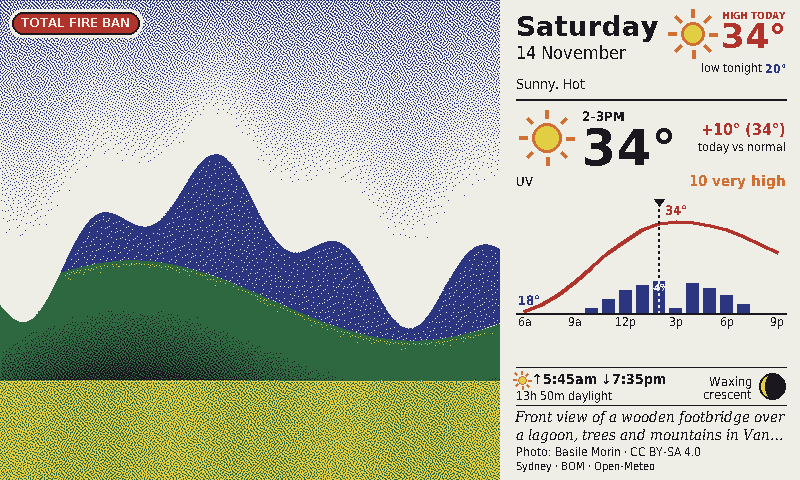 TOTAL FIRE BAN
Saturday
14 November
HIGH TODAY
34°
low tonight 20°
Sunny. Hot
2-3PM
34°
+10° (34°)
today vs normal
UV
10 very high
34°
18°
6a 9a 12p 3p 6p 9p
↑5:45am ↓7:35pm
13h 50m daylight
Waxing
crescent
Front view of a wooden footbridge over
a lagoon, trees and mountains in Van...
Photo: Basile Morin · CC BY-SA 4.0
Sydney · BOM · Open-Meteo